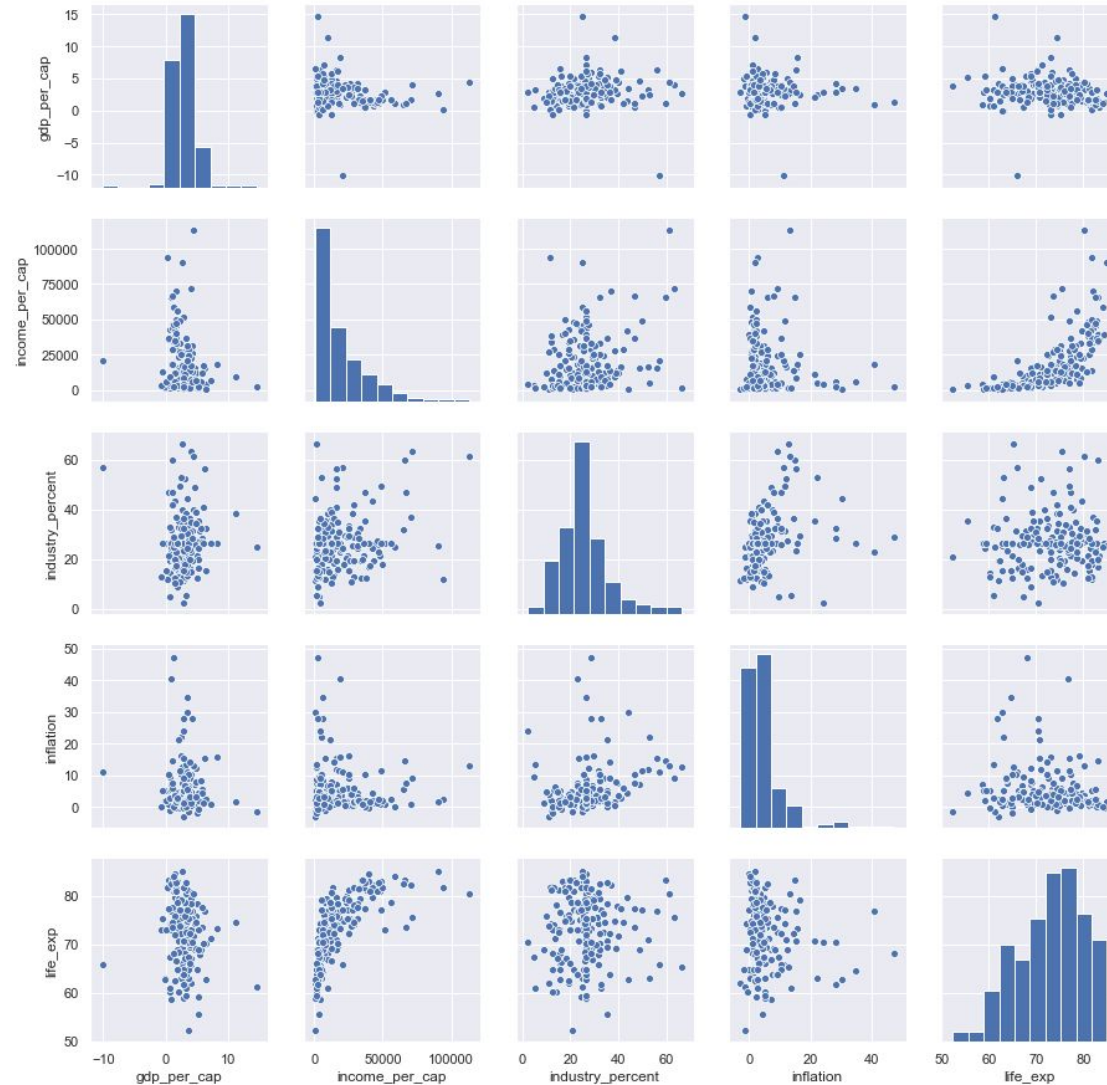 15
10
5
0
−5
−10
gdp_per_cap
100000
75000
50000
25000
0
income_per_cap
60
40
20
0
industry_percent
50
40
30
20
10
0
inflation
80
70
60
50
life_exp
−10 0 10
gdp_per_cap
0 50000 100000
income_per_cap
0 20 40 60
industry_percent
0 20 40
inflation
50 60 70 80
life_exp